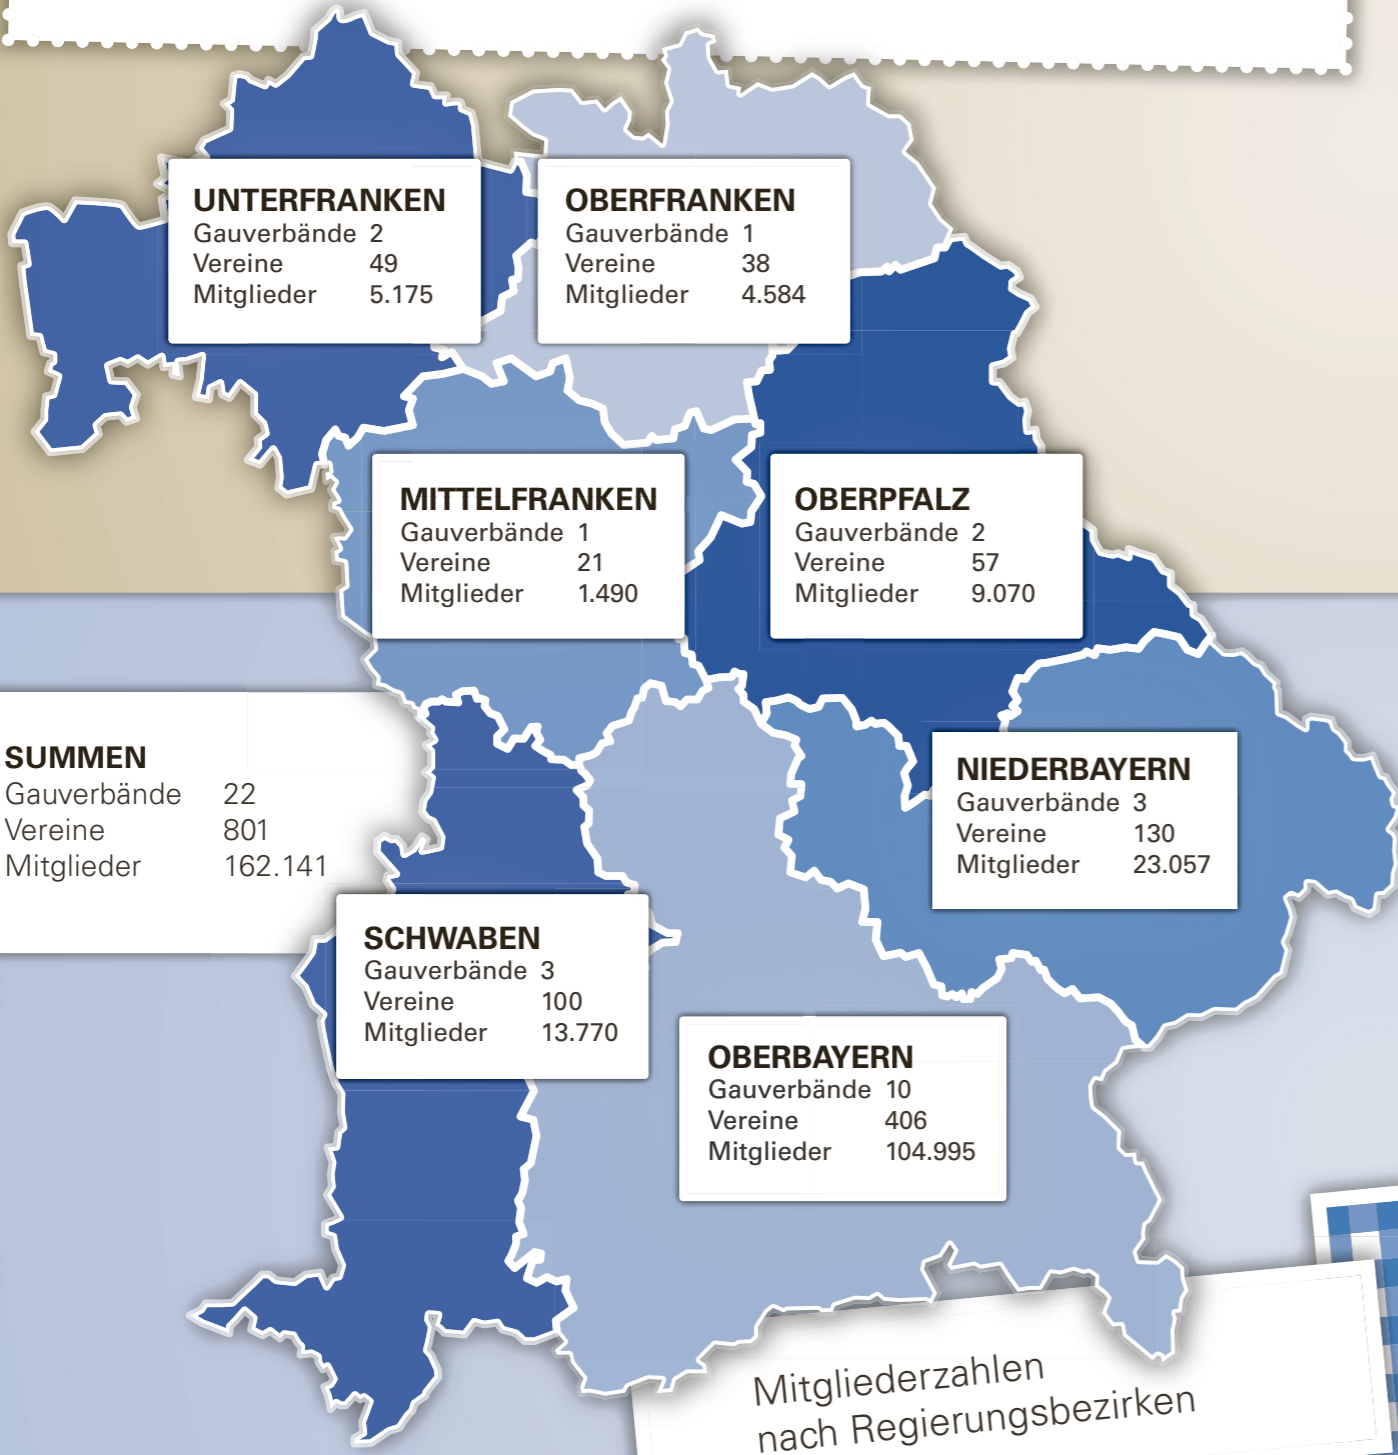 UNTERFRANKEN
Gauverbände 2
Vereine 49
Mitglieder 5.175
OBERFRANKEN
Gauverbände 1
Vereine 38
Mitglieder 4.584
MITTELFRANKEN
Gauverbände 1
Vereine 21
Mitglieder 1.490
OBERPFALZ
Gauverbände 2
Vereine 57
Mitglieder 9.070
SUMMEN
Gauverbände 22
Vereine 801
Mitglieder 162.141
NIEDERBAYERN
Gauverbände 3
Vereine 130
Mitglieder 23.057
SCHWABEN
Gauverbände 3
Vereine 100
Mitglieder 13.770
OBERBAYERN
Gauverbände 10
Vereine 406
Mitglieder 104.995
Mitgliederzahlen
nach Regierungsbezirken